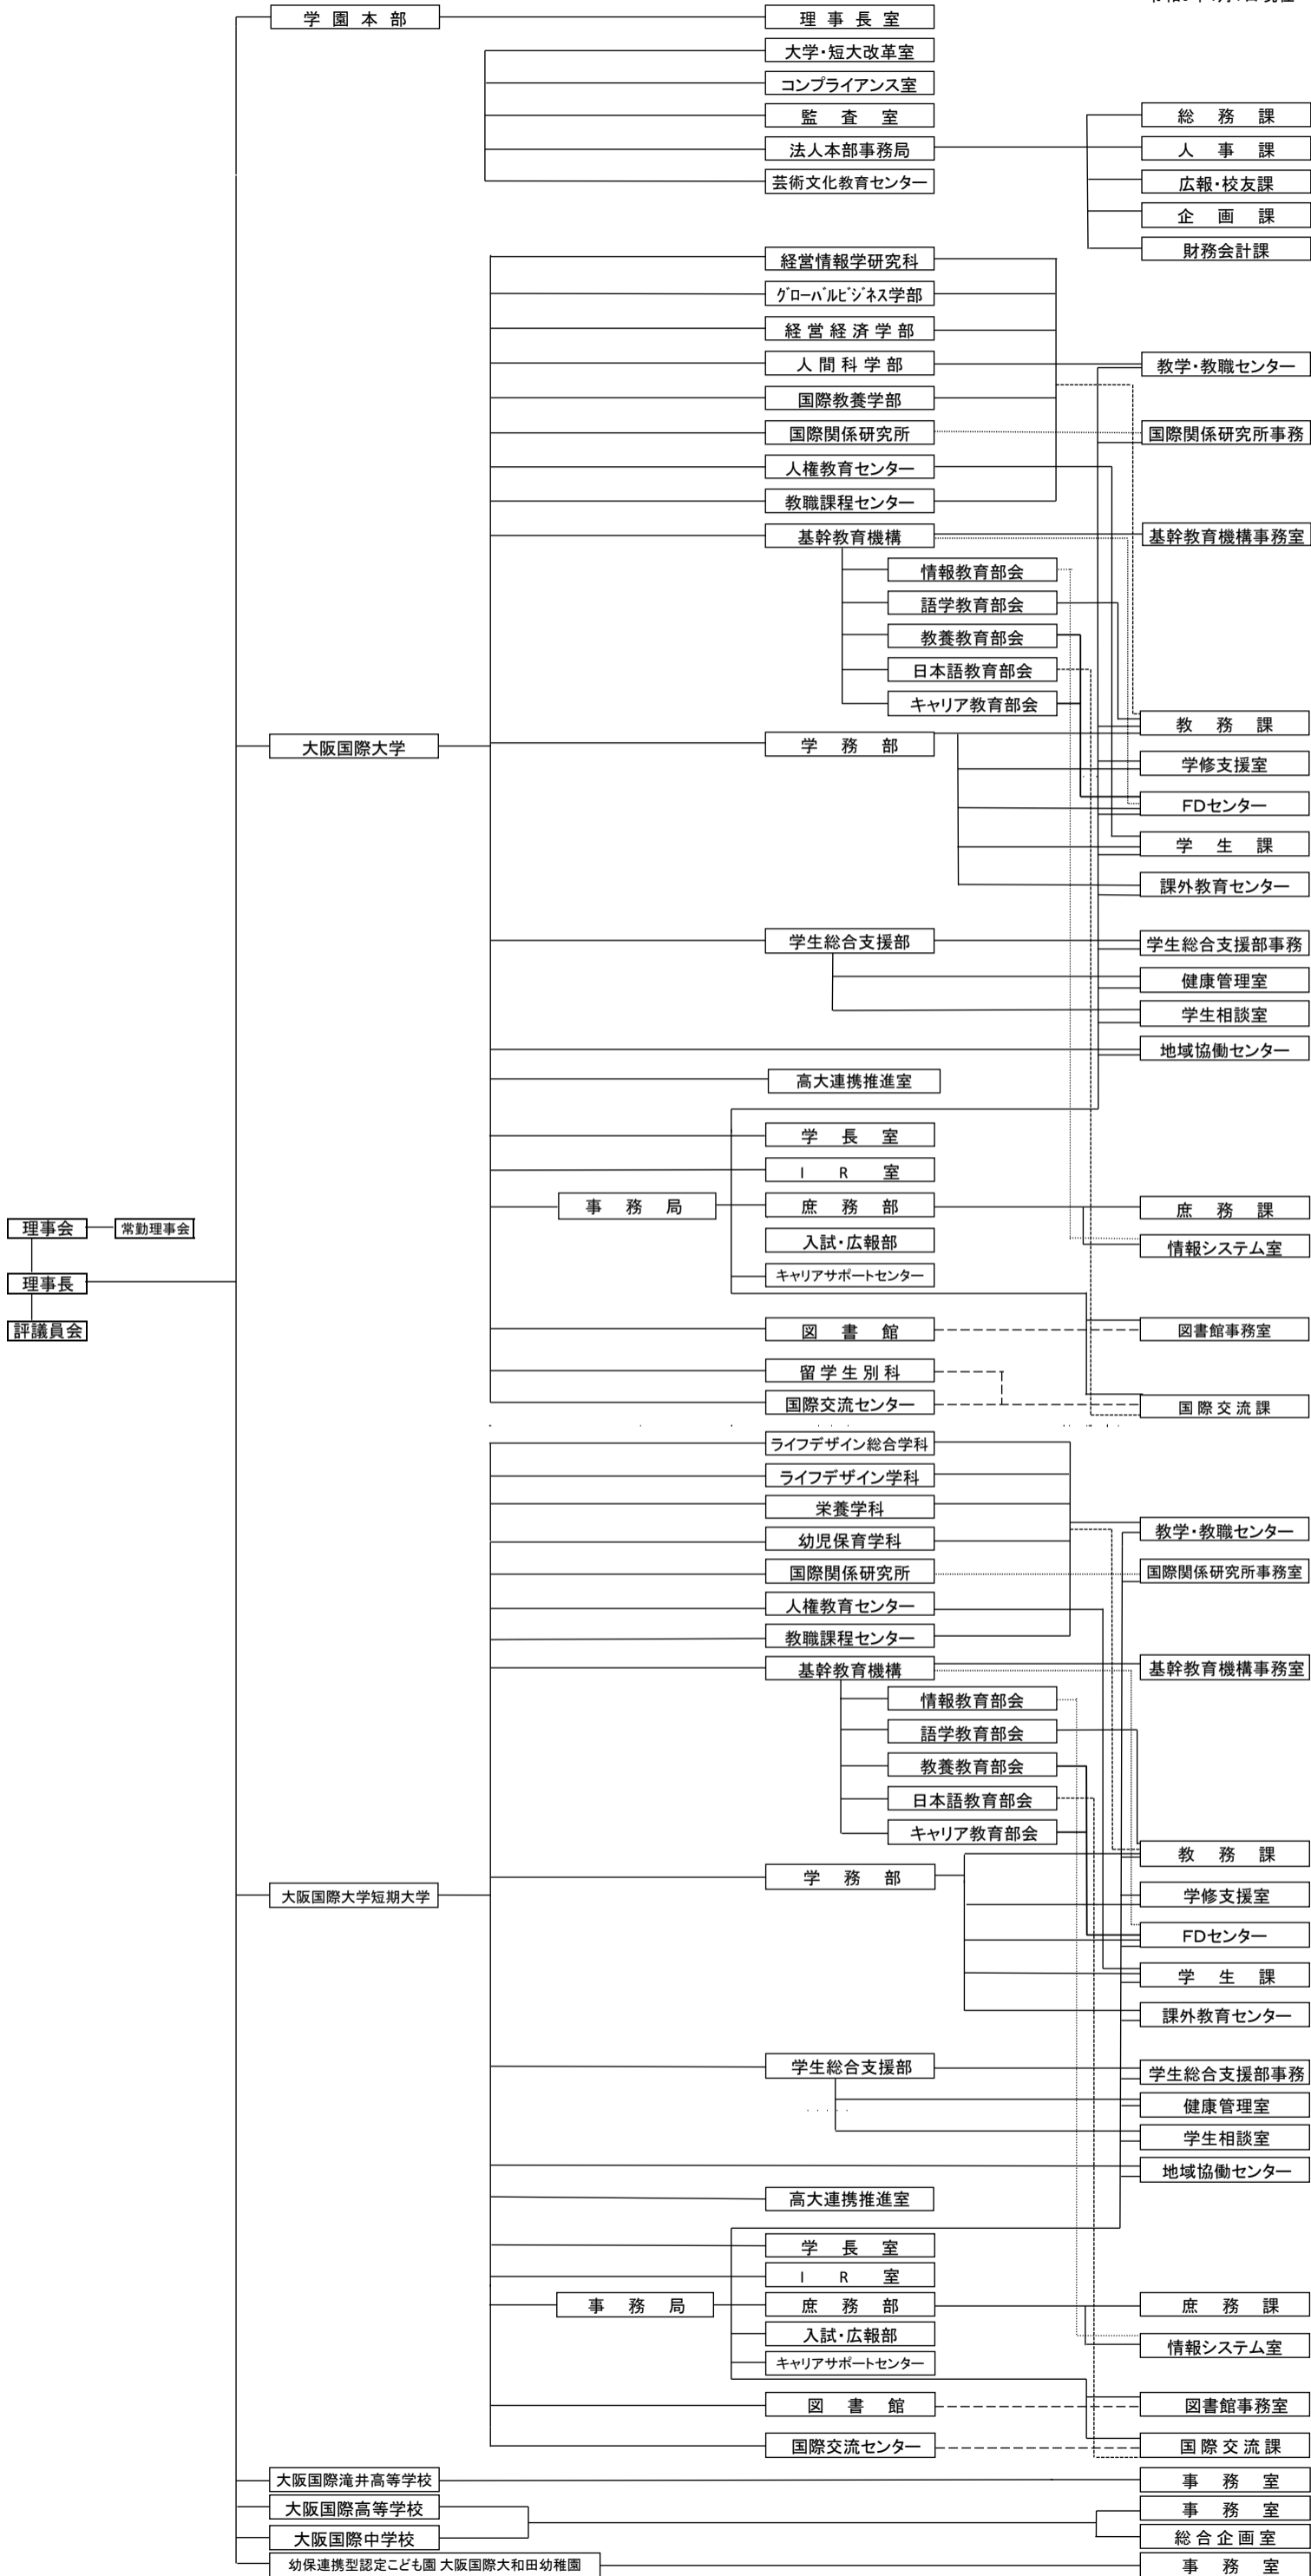 学園本部
理事長室
大学・短大改革室
コンプライアンス室
監査室
総務課
法人本部事務局
人事課
芸術文化教育センター
広報・校友課
企画課
財務会計課
経営情報学研究科
グローバルビジネス学部
経営経済学部
人間科学部
教学・教職センター
国際教養学部
国際関係研究所
国際関係研究所事務
人権教育センター
教職課程センター
基幹教育機構
基幹教育機構事務室
情報教育部会
語学教育部会
教養教育部会
日本語教育部会
キャリア教育部会
教務課
大阪国際大学
学務部
学修支援室
FDセンター
学生課
課外教育センター
学生総合支援部
学生総合支援部事務
健康管理室
学生相談室
地域協働センター
高大連携推進室
学長室
IR室
事務局
庶務部
庶務課
理事会
常勤理事会
入試・広報部
情報システム室
理事長
キャリアサポートセンター
評議員会
図書館
図書館事務室
留学生別科
国際交流センター
国際交流課
ライフデザイン総合学科
ライフデザイン学科
栄養学科
教学・教職センター
幼児保育学科
国際関係研究所
国際関係研究所事務室
人権教育センター
教職課程センター
基幹教育機構
基幹教育機構事務室
情報教育部会
語学教育部会
教養教育部会
日本語教育部会
キャリア教育部会
教務課
学務部
大阪国際大学短期大学
学修支援室
FDセンター
学生課
課外教育センター
学生総合支援部
学生総合支援部事務
健康管理室
学生相談室
地域協働センター
高大連携推進室
学長室
IR室
事務局
庶務部
庶務課
入試・広報部
情報システム室
キャリアサポートセンター
図書館
図書館事務室
国際交流センター
国際交流課
大阪国際滝井高等学校
事務室
大阪国際高等学校
事務室
大阪国際中学校
総合企画室
幼保連携型認定こども園 大阪国際大和田幼稚園
事務室